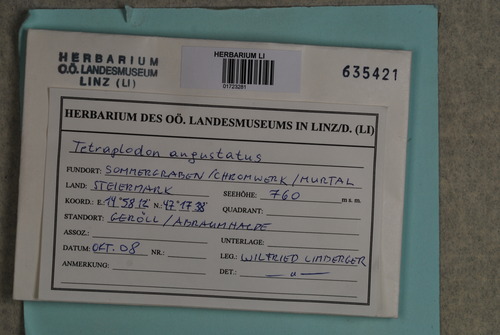 HERBARIUM
O.Ö. LANDESMUSEUM
LINZ (LI)
HERBARIUM LI
01723281
635421
HERBARIUM DES OÖ. LANDESMUSEUMS IN LINZ/D. (LI)
Tetraplodon angustatus
FUNDORT: SOMMERGRABEN /CHROMWERK /MURTAL
LAND: STEIERMARK SEEHÖHE: 760 m s. m.
KOORD.: E. 14°58'12" N.: 47°17'38" QUADRANT:
STANDORT: GERÖLL / ABRAUMHALDE
ASSOZ.: UNTERLAGE:
DATUM: OKT. 08 NR.: LEG.: WILFRIED LIMBERGER
ANMERKUNG: DET.: — " —